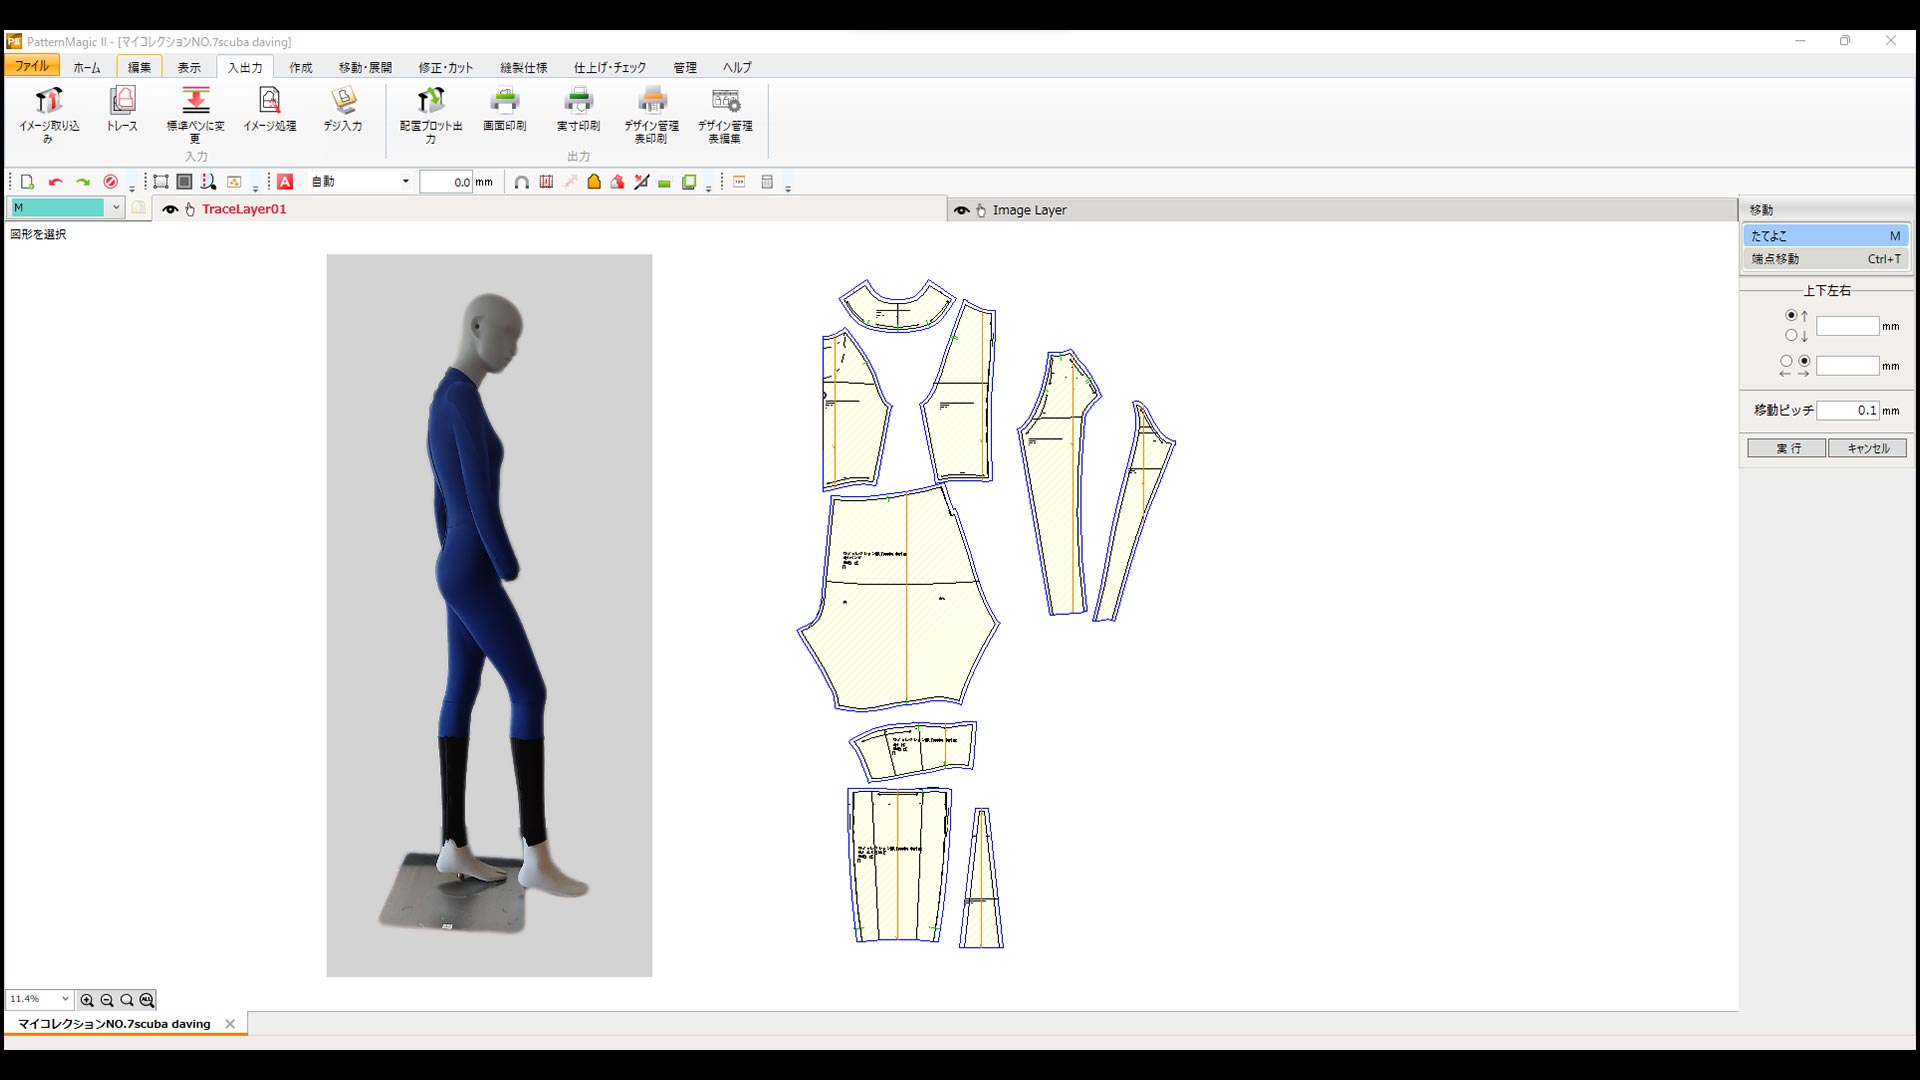 PatternMagic II - [マイコレクションNO.7scuba daving]
ファイル ホーム 編集 表示 入出力 作成 移動・展開 修正・カット 縫製仕様 仕上げ・チェック 管理 ヘルプ
イメージ取り込み トレース 標準ペンに変更 イメージ処理 デジ入力 配置プロット出力 画面印刷 実寸印刷 デザイン管理表印刷 デザイン管理表編集
入力 出力
A 自動 0.0 mm
M TraceLayer01 Image Layer 移動
図形を選択
たてよこ M
端点移動 Ctrl+T
上下左右
↑ mm
↓
mm
← →
移動ピッチ 0.1 mm
実行 キャンセル
11.4% ALL
マイコレクションNO.7scuba daving